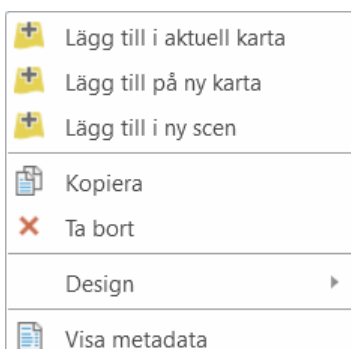 Lägg till i aktuell karta
Lägg till på ny karta
Lägg till i ny scen
Kopiera
Ta bort
Design
Visa metadata